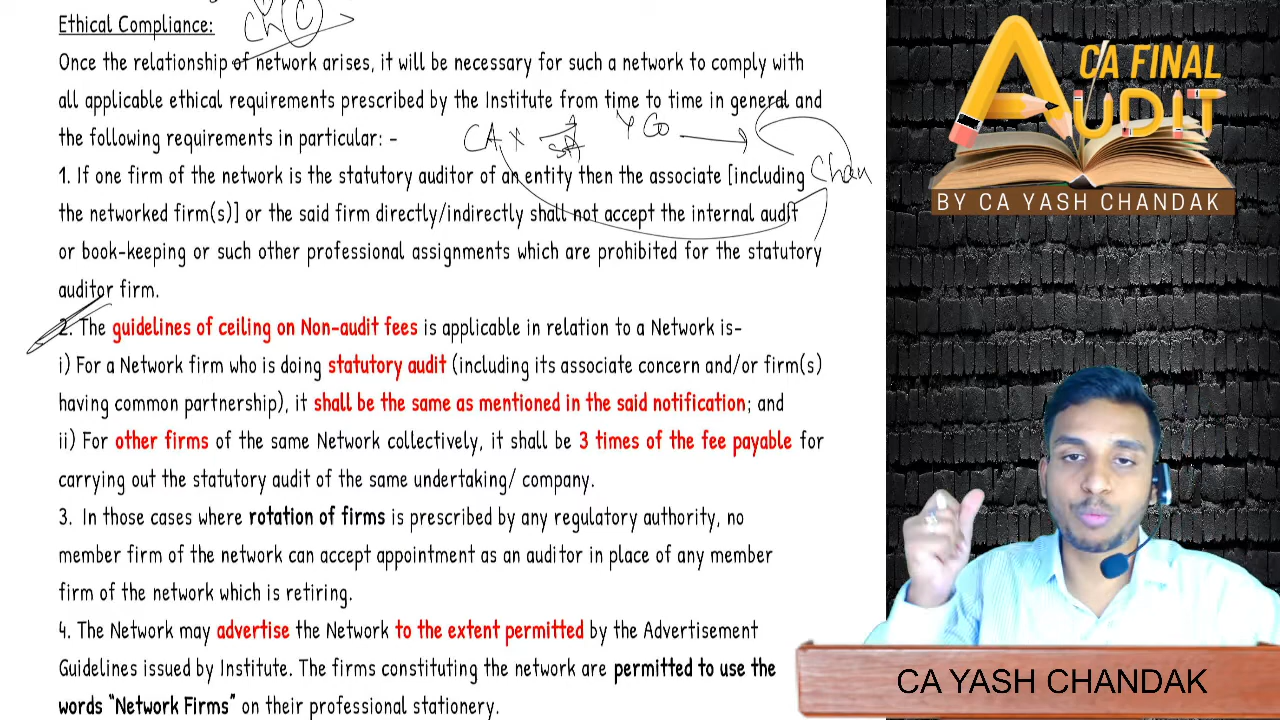 Ethical Compliance:
Ch (C)
Once the relationship of network arises, it will be necessary for such a network to comply with
all applicable ethical requirements prescribed by the Institute from time to time in general and
the following requirements in particular: -
CA X
Y Co
Chan
1. If one firm of the network is the statutory auditor of an entity then the associate [including
the networked firm(s)] or the said firm directly/indirectly shall not accept the internal audit
or book-keeping or such other professional assignments which are prohibited for the statutory
auditor firm.
2. The guidelines of ceiling on Non-audit fees is applicable in relation to a Network is-
i) For a Network firm who is doing statutory audit (including its associate concern and/or firm(s)
having common partnership), it shall be the same as mentioned in the said notification; and
ii) For other firms of the same Network collectively, it shall be 3 times of the fee payable for
carrying out the statutory audit of the same undertaking/ company.
3. In those cases where rotation of firms is prescribed by any regulatory authority, no
member firm of the network can accept appointment as an auditor in place of any member
firm of the network which is retiring.
4. The Network may advertise the Network to the extent permitted by the Advertisement
Guidelines issued by Institute. The firms constituting the network are permitted to use the
words “Network Firms” on their professional stationery.
CA FINAL
AUDIT
BY CA YASH CHANDAK
CA YASH CHANDAK